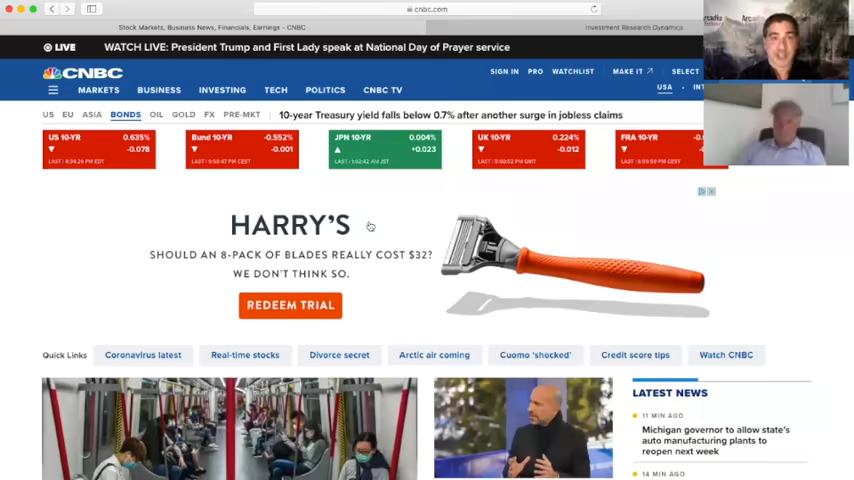 cnbc.com
Stock Markets, Business News, Financials, Earnings - CNBC
Investment Research Dynamics
LIVE WATCH LIVE: President Trump and First Lady speak at National Day of Prayer service
CNBC
SIGN IN PRO WATCHLIST MAKE IT SELECT
MARKETS BUSINESS INVESTING TECH POLITICS CNBC TV
USA
US EU ASIA BONDS OIL GOLD FX PRE-MKT 10-year Treasury yield falls below 0.7% after another surge in jobless claims
US 10-YR 0.635%
-0.078
LAST | 4:34:26 PM EDT
Bund 10-YR -0.552%
-0.001
JPN 10-YR 0.004%
+0.023
UK 10-YR 0.224%
-0.012
FRA 10-YR
HARRY'S
SHOULD AN 8-PACK OF BLADES REALLY COST $32?
WE DON'T THINK SO.
REDEEM TRIAL
Quick Links Coronavirus latest Real-time stocks Divorce secret Arctic air coming Cuomo 'shocked' Credit score tips Watch CNBC
LATEST NEWS
11 MIN AGO
Michigan governor to allow state's
auto manufacturing plants to
reopen next week
14 MIN AGO